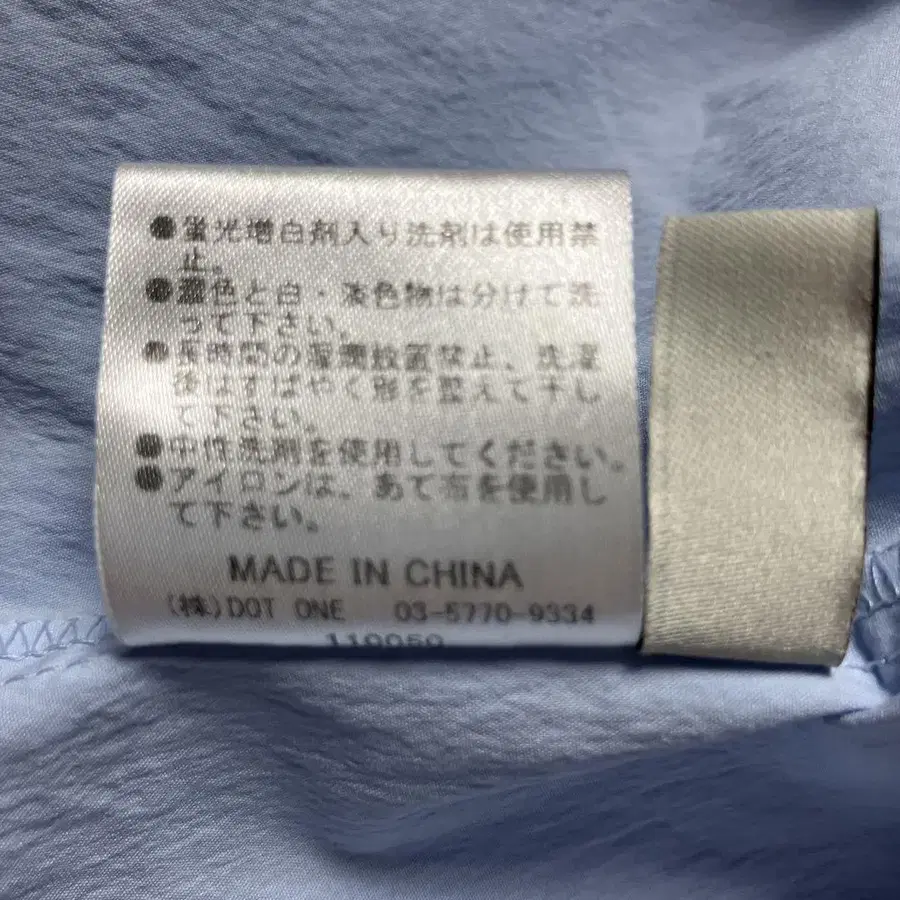 ●蛍光増白剤入り洗剤は使用禁
止。
●濃色と白・淡色物は分けて洗
って下さい。
●長時間の湿潤放置禁止、洗濯
後はすばやく形を整えて干し
て下さい。
●中性洗剤を使用してください。
●アイロンは、あて布を使用し
て下さい。
MADE IN CHINA
(株)DOT ONE 03-5770-9334